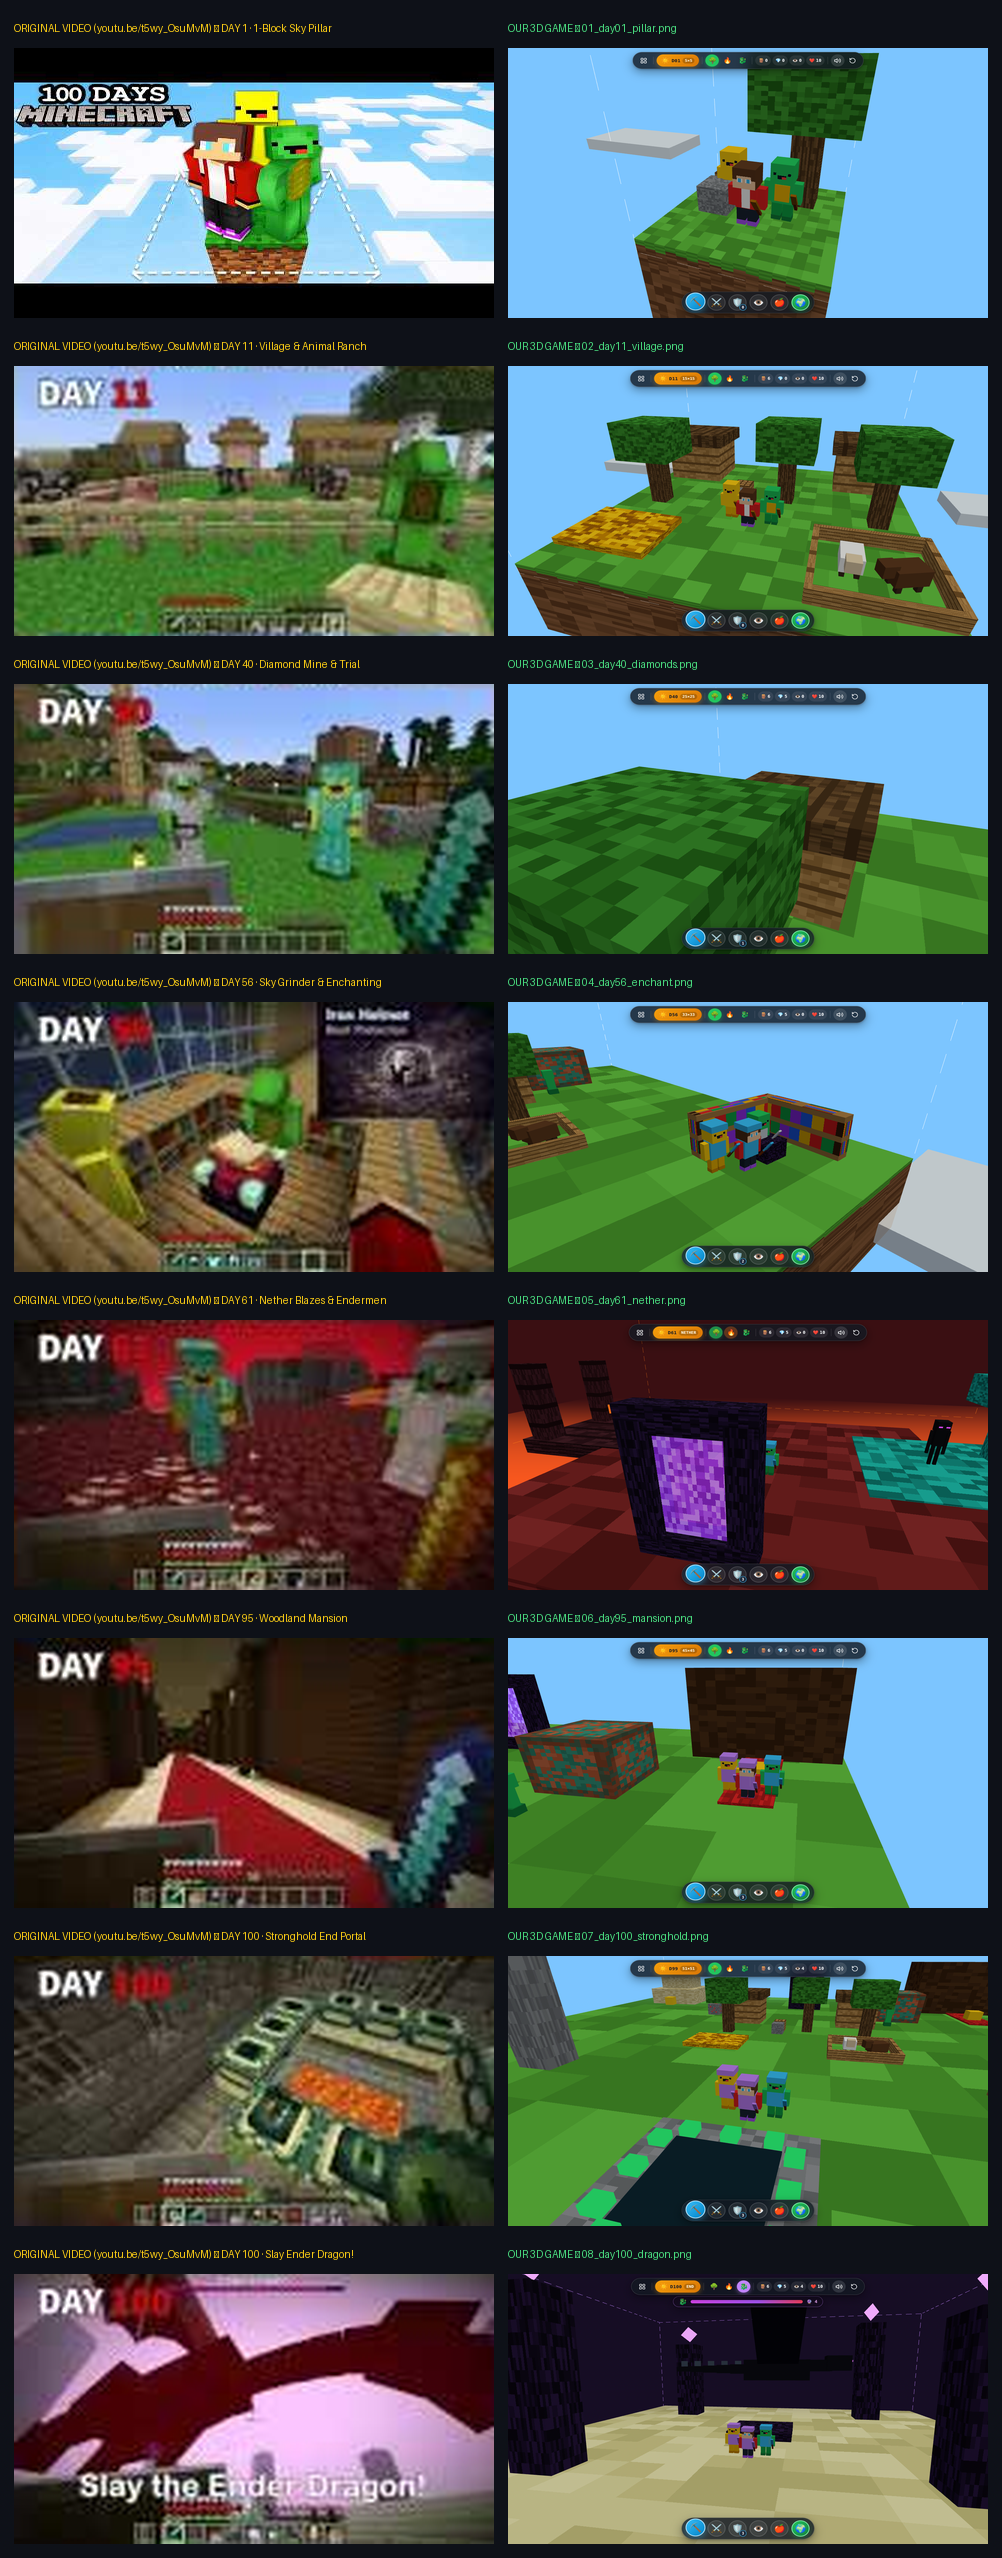 ORIGINAL VIDEO (youtu.be/t5wy_OsuMvM) DAY 1 · 1-Block Sky Pillar
OUR 3D GAME 01_day01_pillar.png
100 DAYS
MINECRAFT
ORIGINAL VIDEO (youtu.be/t5wy_OsuMvM) DAY 11 · Village & Animal Ranch
OUR 3D GAME 02_day11_village.png
DAY 11
ORIGINAL VIDEO (youtu.be/t5wy_OsuMvM) DAY 40 · Diamond Mine & Trial
OUR 3D GAME 03_day40_diamonds.png
DAY
ORIGINAL VIDEO (youtu.be/t5wy_OsuMvM) DAY 56 · Sky Grinder & Enchanting
OUR 3D GAME 04_day56_enchant.png
DAY
Iron Helmet
ORIGINAL VIDEO (youtu.be/t5wy_OsuMvM) DAY 61 · Nether Blazes & Endermen
OUR 3D GAME 05_day61_nether.png
DAY
NETHER
ORIGINAL VIDEO (youtu.be/t5wy_OsuMvM) DAY 95 · Woodland Mansion
OUR 3D GAME 06_day95_mansion.png
DAY
ORIGINAL VIDEO (youtu.be/t5wy_OsuMvM) DAY 100 · Stronghold End Portal
OUR 3D GAME 07_day100_stronghold.png
DAY
ORIGINAL VIDEO (youtu.be/t5wy_OsuMvM) DAY 100 · Slay Ender Dragon!
OUR 3D GAME 08_day100_dragon.png
DAY
Slay the Ender Dragon!